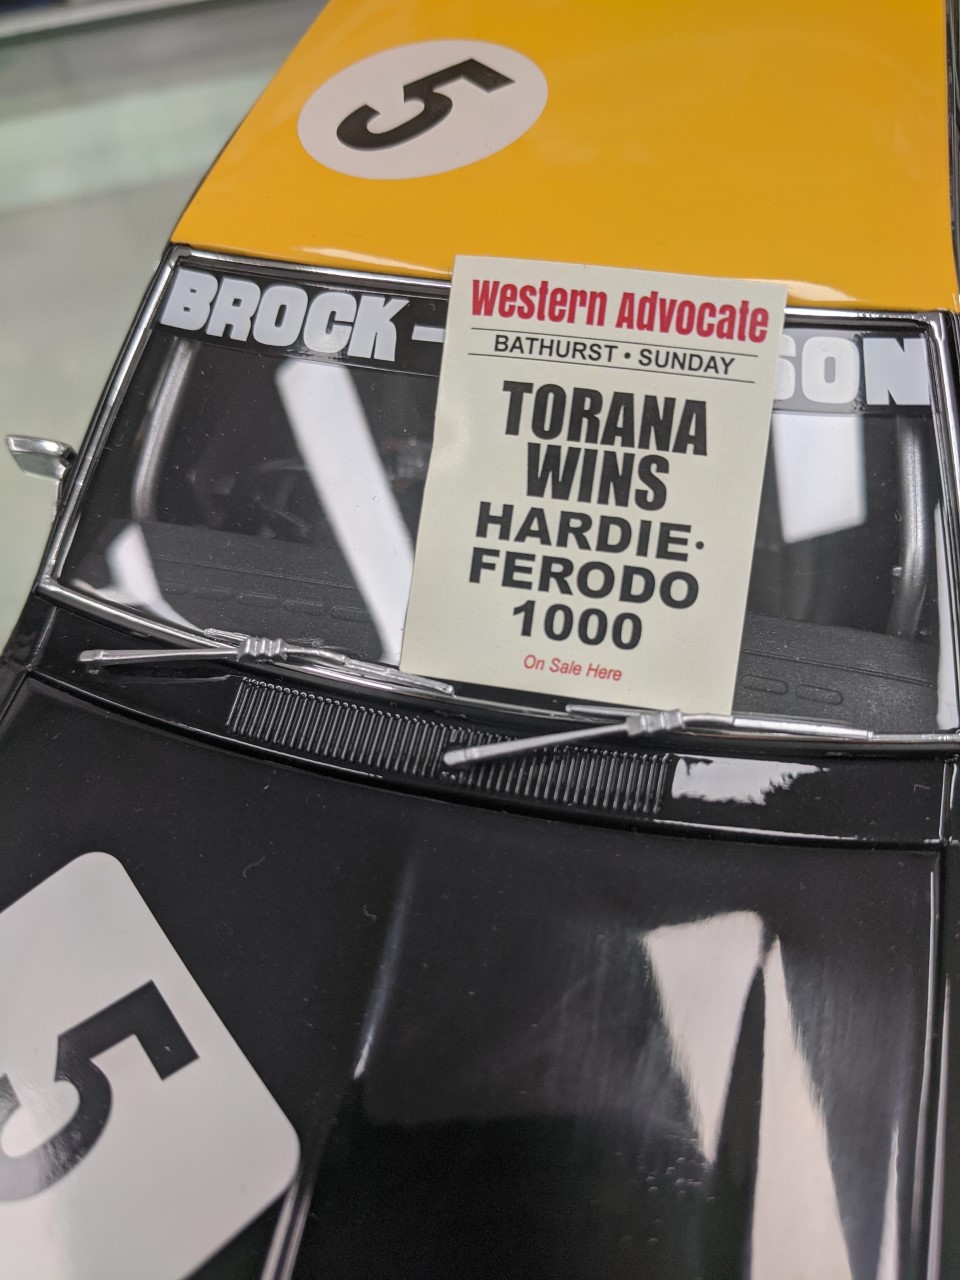 5
BROCK -
SON
Western Advocate
BATHURST • SUNDAY
TORANA
WINS
HARDIE·
FERODO
1000
On Sale Here
5